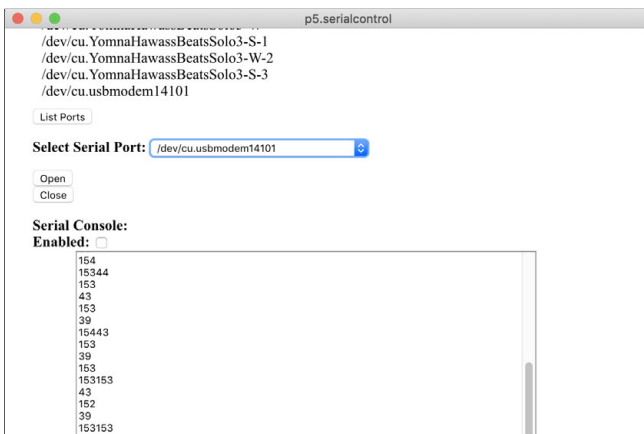 p5.serialcontrol
/dev/cu.YomnaHawassBeatsSolo3-S-1
/dev/cu.YomnaHawassBeatsSolo3-W-2
/dev/cu.YomnaHawassBeatsSolo3-S-3
/dev/cu.usbmodem14101
List Ports
Select Serial Port: /dev/cu.usbmodem14101
Open
Close
Serial Console:
Enabled:
154
15344
153
43
153
39
15443
153
39
153
153153
43
152
39
153153